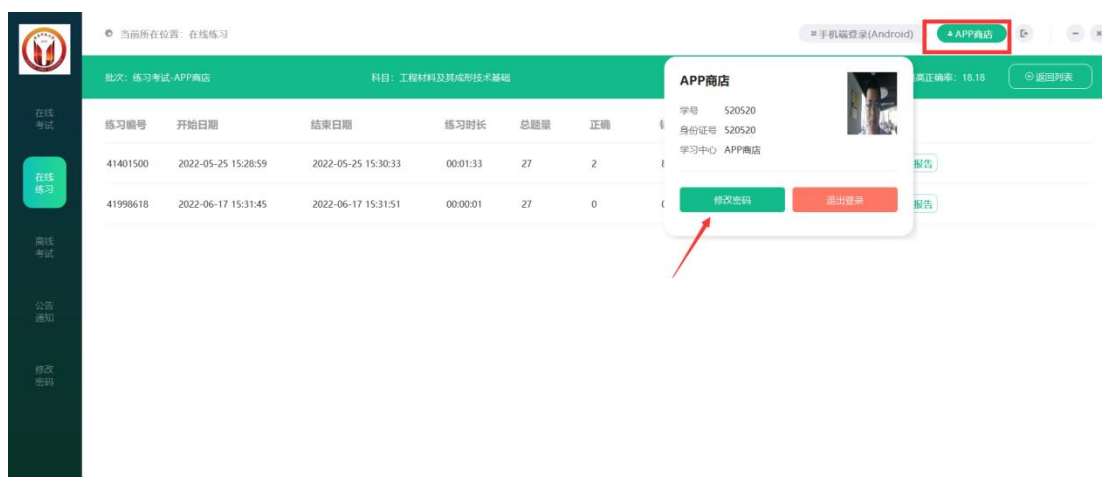 当前所在位置：在线练习
手机端登录(Android)
APP商店
批次：练习考试-APP商店
科目：工程材料及其成形技术基础
高正确率：18.18
返回列表
在线
考试
在线
练习
离线
考试
公告
通知
修改
密码
练习编号 开始日期 结束日期 练习时长 总题量 正确
41401500 2022-05-25 15:28:59 2022-05-25 15:30:33 00:01:33 27 2 报告
41998618 2022-06-17 15:31:45 2022-06-17 15:31:51 00:00:01 27 0 报告
APP商店
学号 520520
身份证号 520520
学习中心 APP商店
修改密码
退出登录